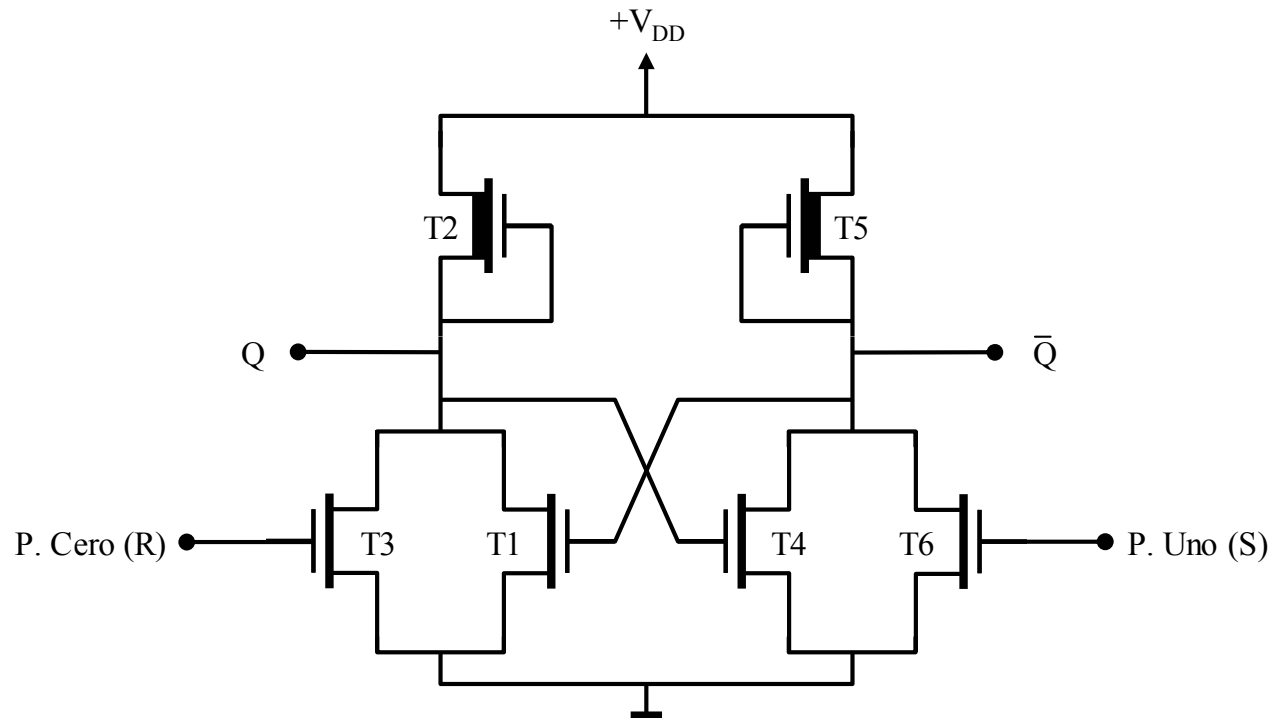 +V_DD
T2
T5
Q
Q̅
P. Cero (R)
T3
T1
T4
T6
P. Uno (S)